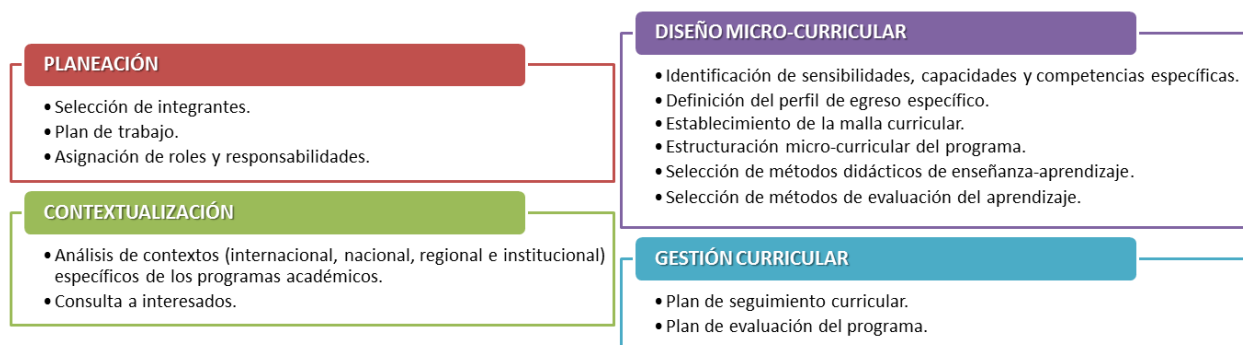 PLANEACIÓN
• Selección de integrantes.
• Plan de trabajo.
• Asignación de roles y responsabilidades.
CONTEXTUALIZACIÓN
• Análisis de contextos (internacional, nacional, regional e institucional)
específicos de los programas académicos.
• Consulta a interesados.
DISEÑO MICRO-CURRICULAR
• Identificación de sensibilidades, capacidades y competencias específicas.
• Definición del perfil de egreso específico.
• Establecimiento de la malla curricular.
• Estructuración micro-curricular del programa.
• Selección de métodos didácticos de enseñanza-aprendizaje.
• Selección de métodos de evaluación del aprendizaje.
GESTIÓN CURRICULAR
• Plan de seguimiento curricular.
• Plan de evaluación del programa.